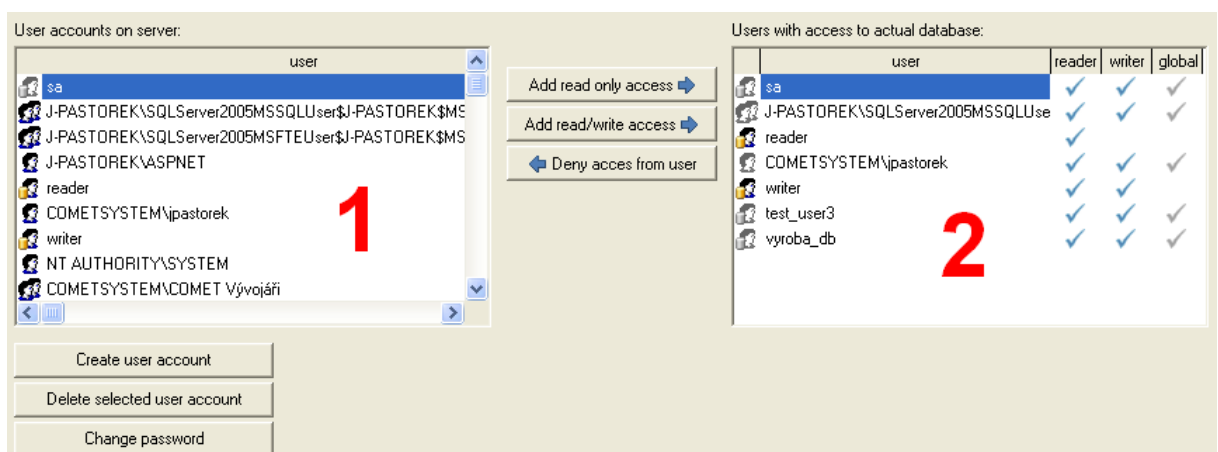 User accounts on server:
user
sa
J-PASTOREK\SQLServer2005MSSQLUser$J-PASTOREK$MS
J-PASTOREK\SQLServer2005MSFTEUser$J-PASTOREK$MS
J-PASTOREK\ASPNET
reader
COMETSYSTEM\jpastorek
writer
NT AUTHORITY\SYSTEM
COMETSYSTEM\COMET Vývojáři
1
Create user account
Delete selected user account
Change password
Add read only access
Add read/write access
Deny acces from user
Users with access to actual database:
user reader writer global
sa
J-PASTOREK\SQLServer2005MSSQLUse
reader
COMETSYSTEM\jpastorek
writer
test_user3
vyroba_db
2